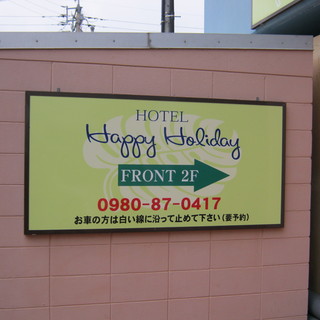 HOTEL
Happy Holiday
FRONT 2F
0980-87-0417
お車の方は白い線に沿って止めて下さい(要予約)